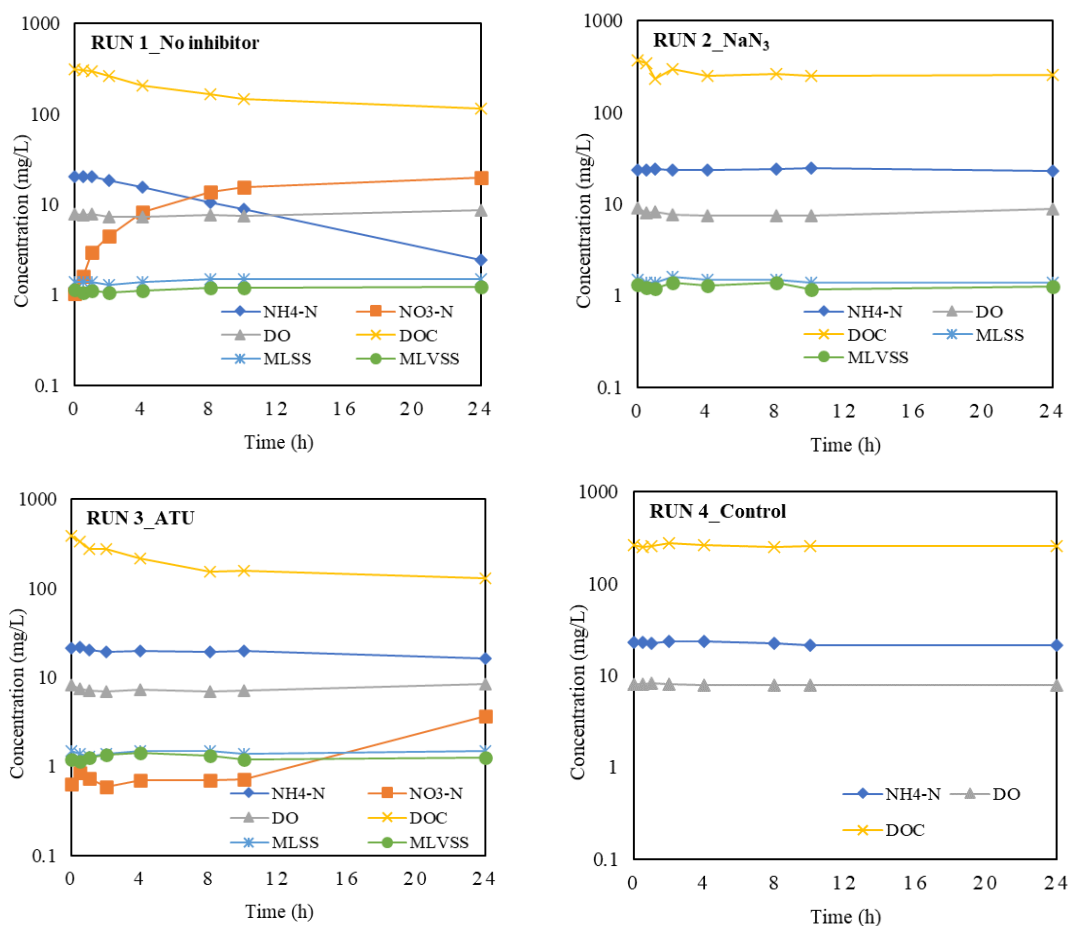 RUN 1_No inhibitor
Concentration (mg/L)
1000
100
10
1
0.1
NH4-N NO3-N
DO DOC
MLSS MLVSS
0 4 8 12 16 20 24
Time (h)
RUN 2_NaN₃
Concentration (mg/L)
1000
100
10
1
0.1
NH4-N DO
DOC MLSS
MLVSS
0 4 8 12 16 20 24
Time (h)
RUN 3_ATU
Concentration (mg/L)
1000
100
10
1
0.1
NH4-N NO3-N
DO DOC
MLSS MLVSS
0 4 8 12 16 20 24
Time (h)
RUN 4_Control
Concentration (mg/L)
1000
100
10
1
0.1
NH4-N DO
DOC
0 4 8 12 16 20 24
Time (h)